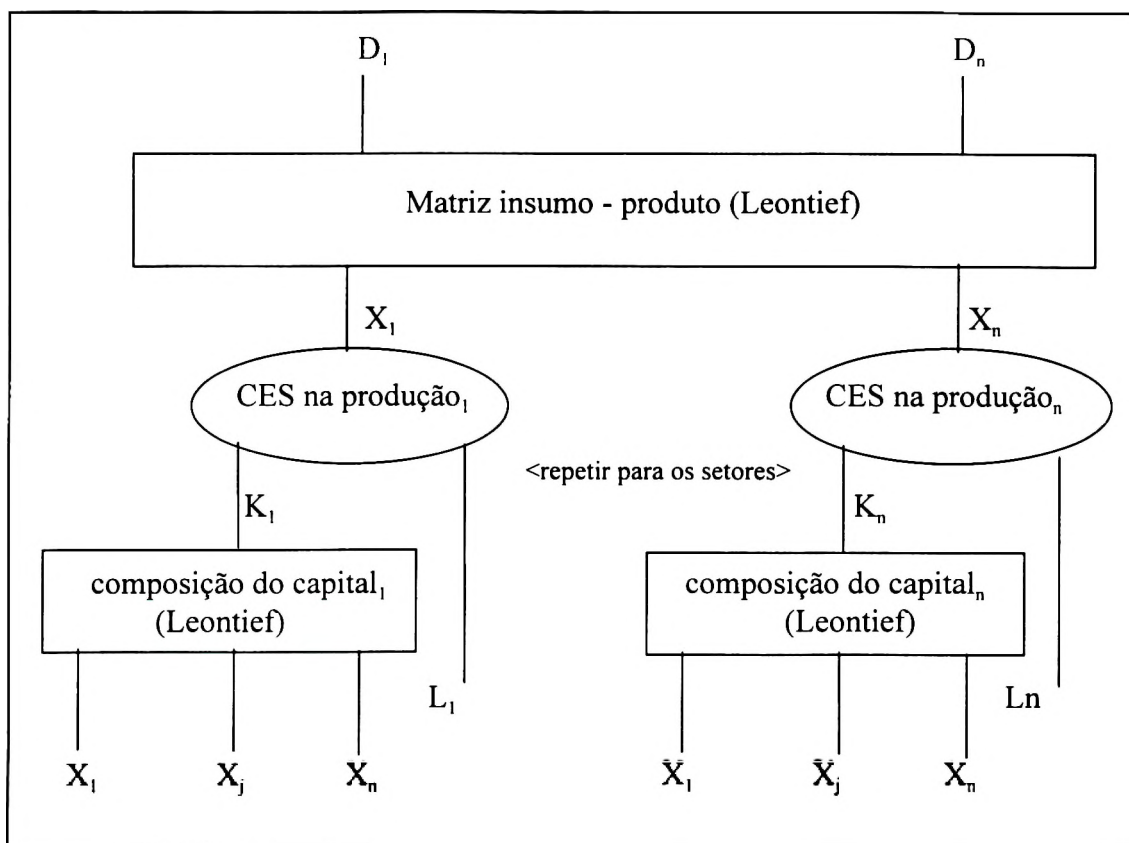 D₁ Dₙ
Matriz insumo - produto (Leontief)
X₁ Xₙ
CES na produção₁ CES na produçãoₙ
<repetir para os setores>
K₁ Kₙ
composição do capital₁ composição do capitalₙ
(Leontief) (Leontief)
L₁ Ln
X₁ Xⱼ Xₙ X₁ Xⱼ Xₙ